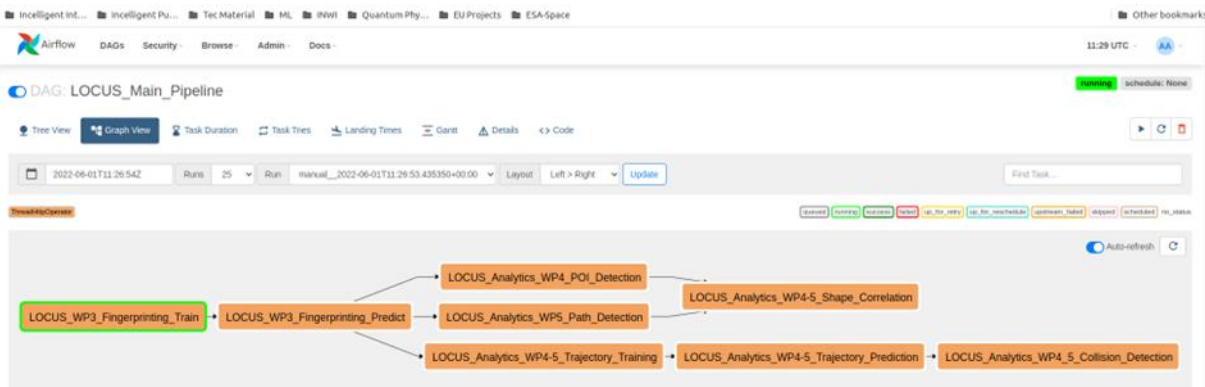 Incelligent Int... Incelligent Pu... Tec Material ML INWI Quantum Phy... EU Projects ESA-Space Other bookmarks
Airflow DAGs Security Browse Admin Docs 11:29 UTC AA
DAG: LOCUS_Main_Pipeline running schedule: None
Tree View Graph View Task Duration Task Tries Landing Times Gantt Details <> Code
2022-06-01T11:26:54Z Runs 25 Run manual__2022-06-01T11:26:53.435350+00:00 Layout Left > Right Update Find Task...
queued running success failed up_for_retry up_for_reschedule upstream_failed skipped scheduled no_status
Auto-refresh
LOCUS_Analytics_WP4_POI_Detection
LOCUS_Analytics_WP4-5_Shape_Correlation
LOCUS_WP3_Fingerprinting_Train LOCUS_WP3_Fingerprinting_Predict LOCUS_Analytics_WP5_Path_Detection
LOCUS_Analytics_WP4-5_Trajectory_Training LOCUS_Analytics_WP4-5_Trajectory_Prediction LOCUS_Analytics_WP4_5_Collision_Detection